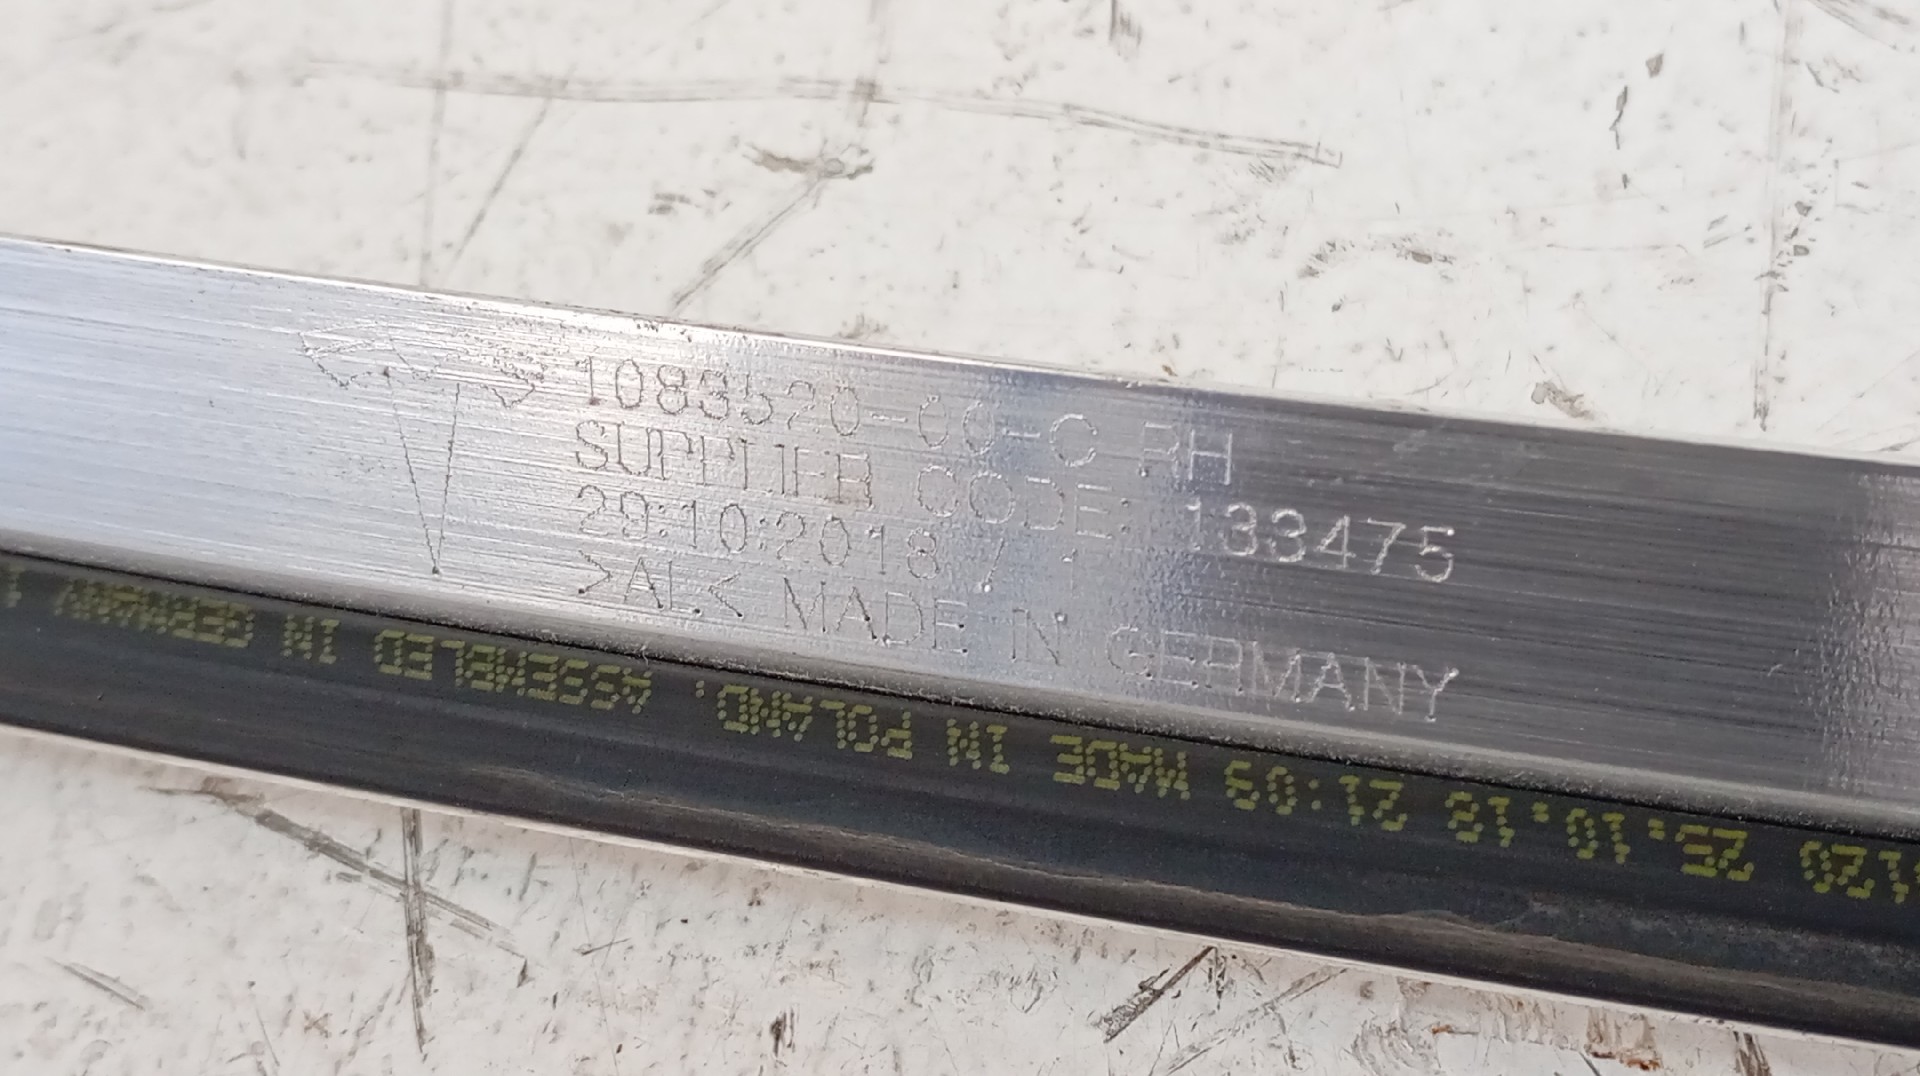 1083520-00-C RH
SUPPLIER CODE: 133475
29:10:2018 /
>AL< MADE IN GERMANY
120 25.10.18 21:09 MADE IN POLAND, ASSEMBLED IN GERMANY